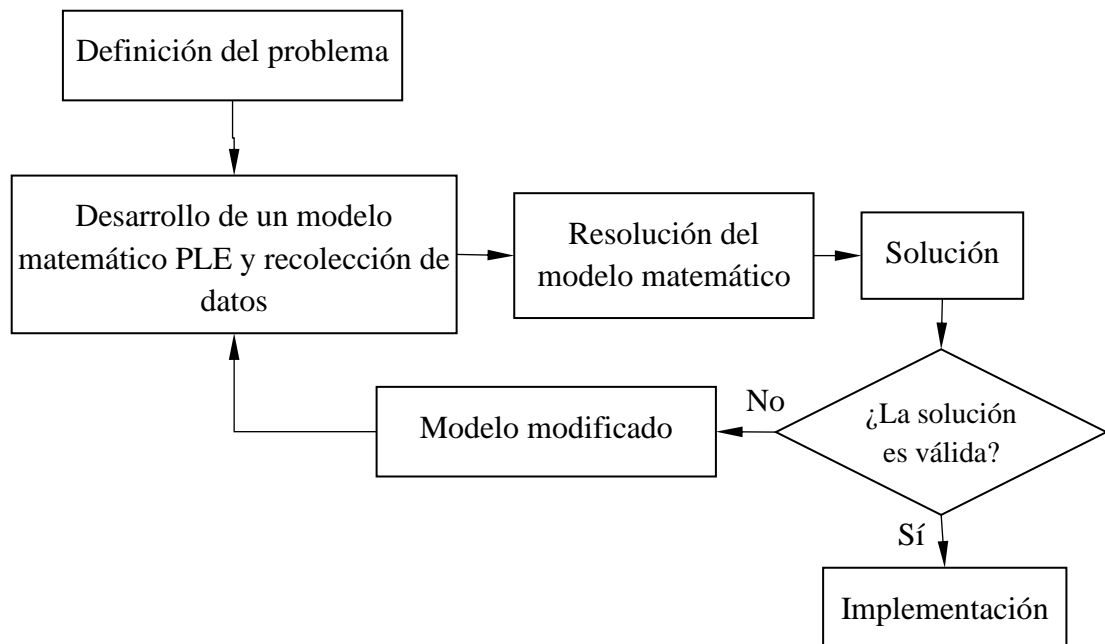 Definición del problema
Desarrollo de un modelo
matemático PLE y recolección de
datos
Resolución del
modelo matemático
Solución
¿La solución
es válida?
No
Modelo modificado
Sí
Implementación